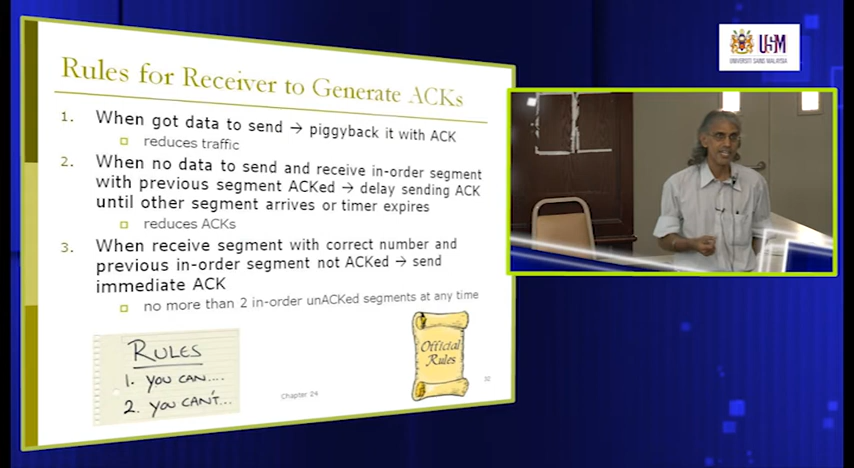 Rules for Receiver to Generate ACKs
1. When got data to send → piggyback it with ACK
reduces traffic
2. When no data to send and receive in-order segment
with previous segment ACKed → delay sending ACK
until other segment arrives or timer expires
reduces ACKs
3. When receive segment with correct number and
previous in-order segment not ACKed → send
immediate ACK
no more than 2 in-order unACKed segments at any time
RULES
1. YOU CAN....
2. YOU CAN'T...
Official
Rules
Chapter 24
32
USM
UNIVERSITI SAINS MALAYSIA